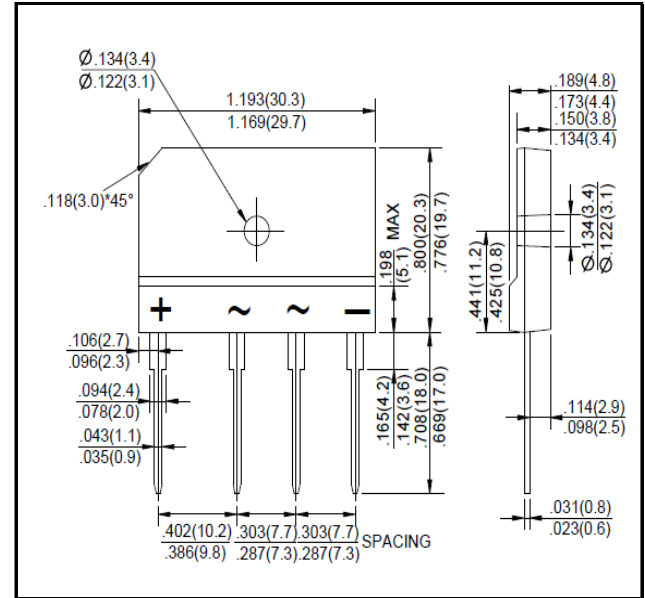 Ø.134(3.4)
Ø.122(3.1)
1.193(30.3)
1.169(29.7)
.189(4.8)
.173(4.4)
.150(3.8)
.134(3.4)
.118(3.0)*45°
.198 MAX
(5.1)
.800(20.3)
.776(19.7)
Ø.134(3.4)
Ø.122(3.1)
.441(11.2)
.425(10.8)
+ ~ ~ –
.106(2.7)
.096(2.3)
.094(2.4)
.078(2.0)
.043(1.1)
.035(0.9)
.165(4.2)
.142(3.6)
.708(18.0)
.669(17.0)
.114(2.9)
.098(2.5)
.031(0.8)
.023(0.6)
.402(10.2) .303(7.7) .303(7.7)
.386(9.8) .287(7.3) .287(7.3)
SPACING